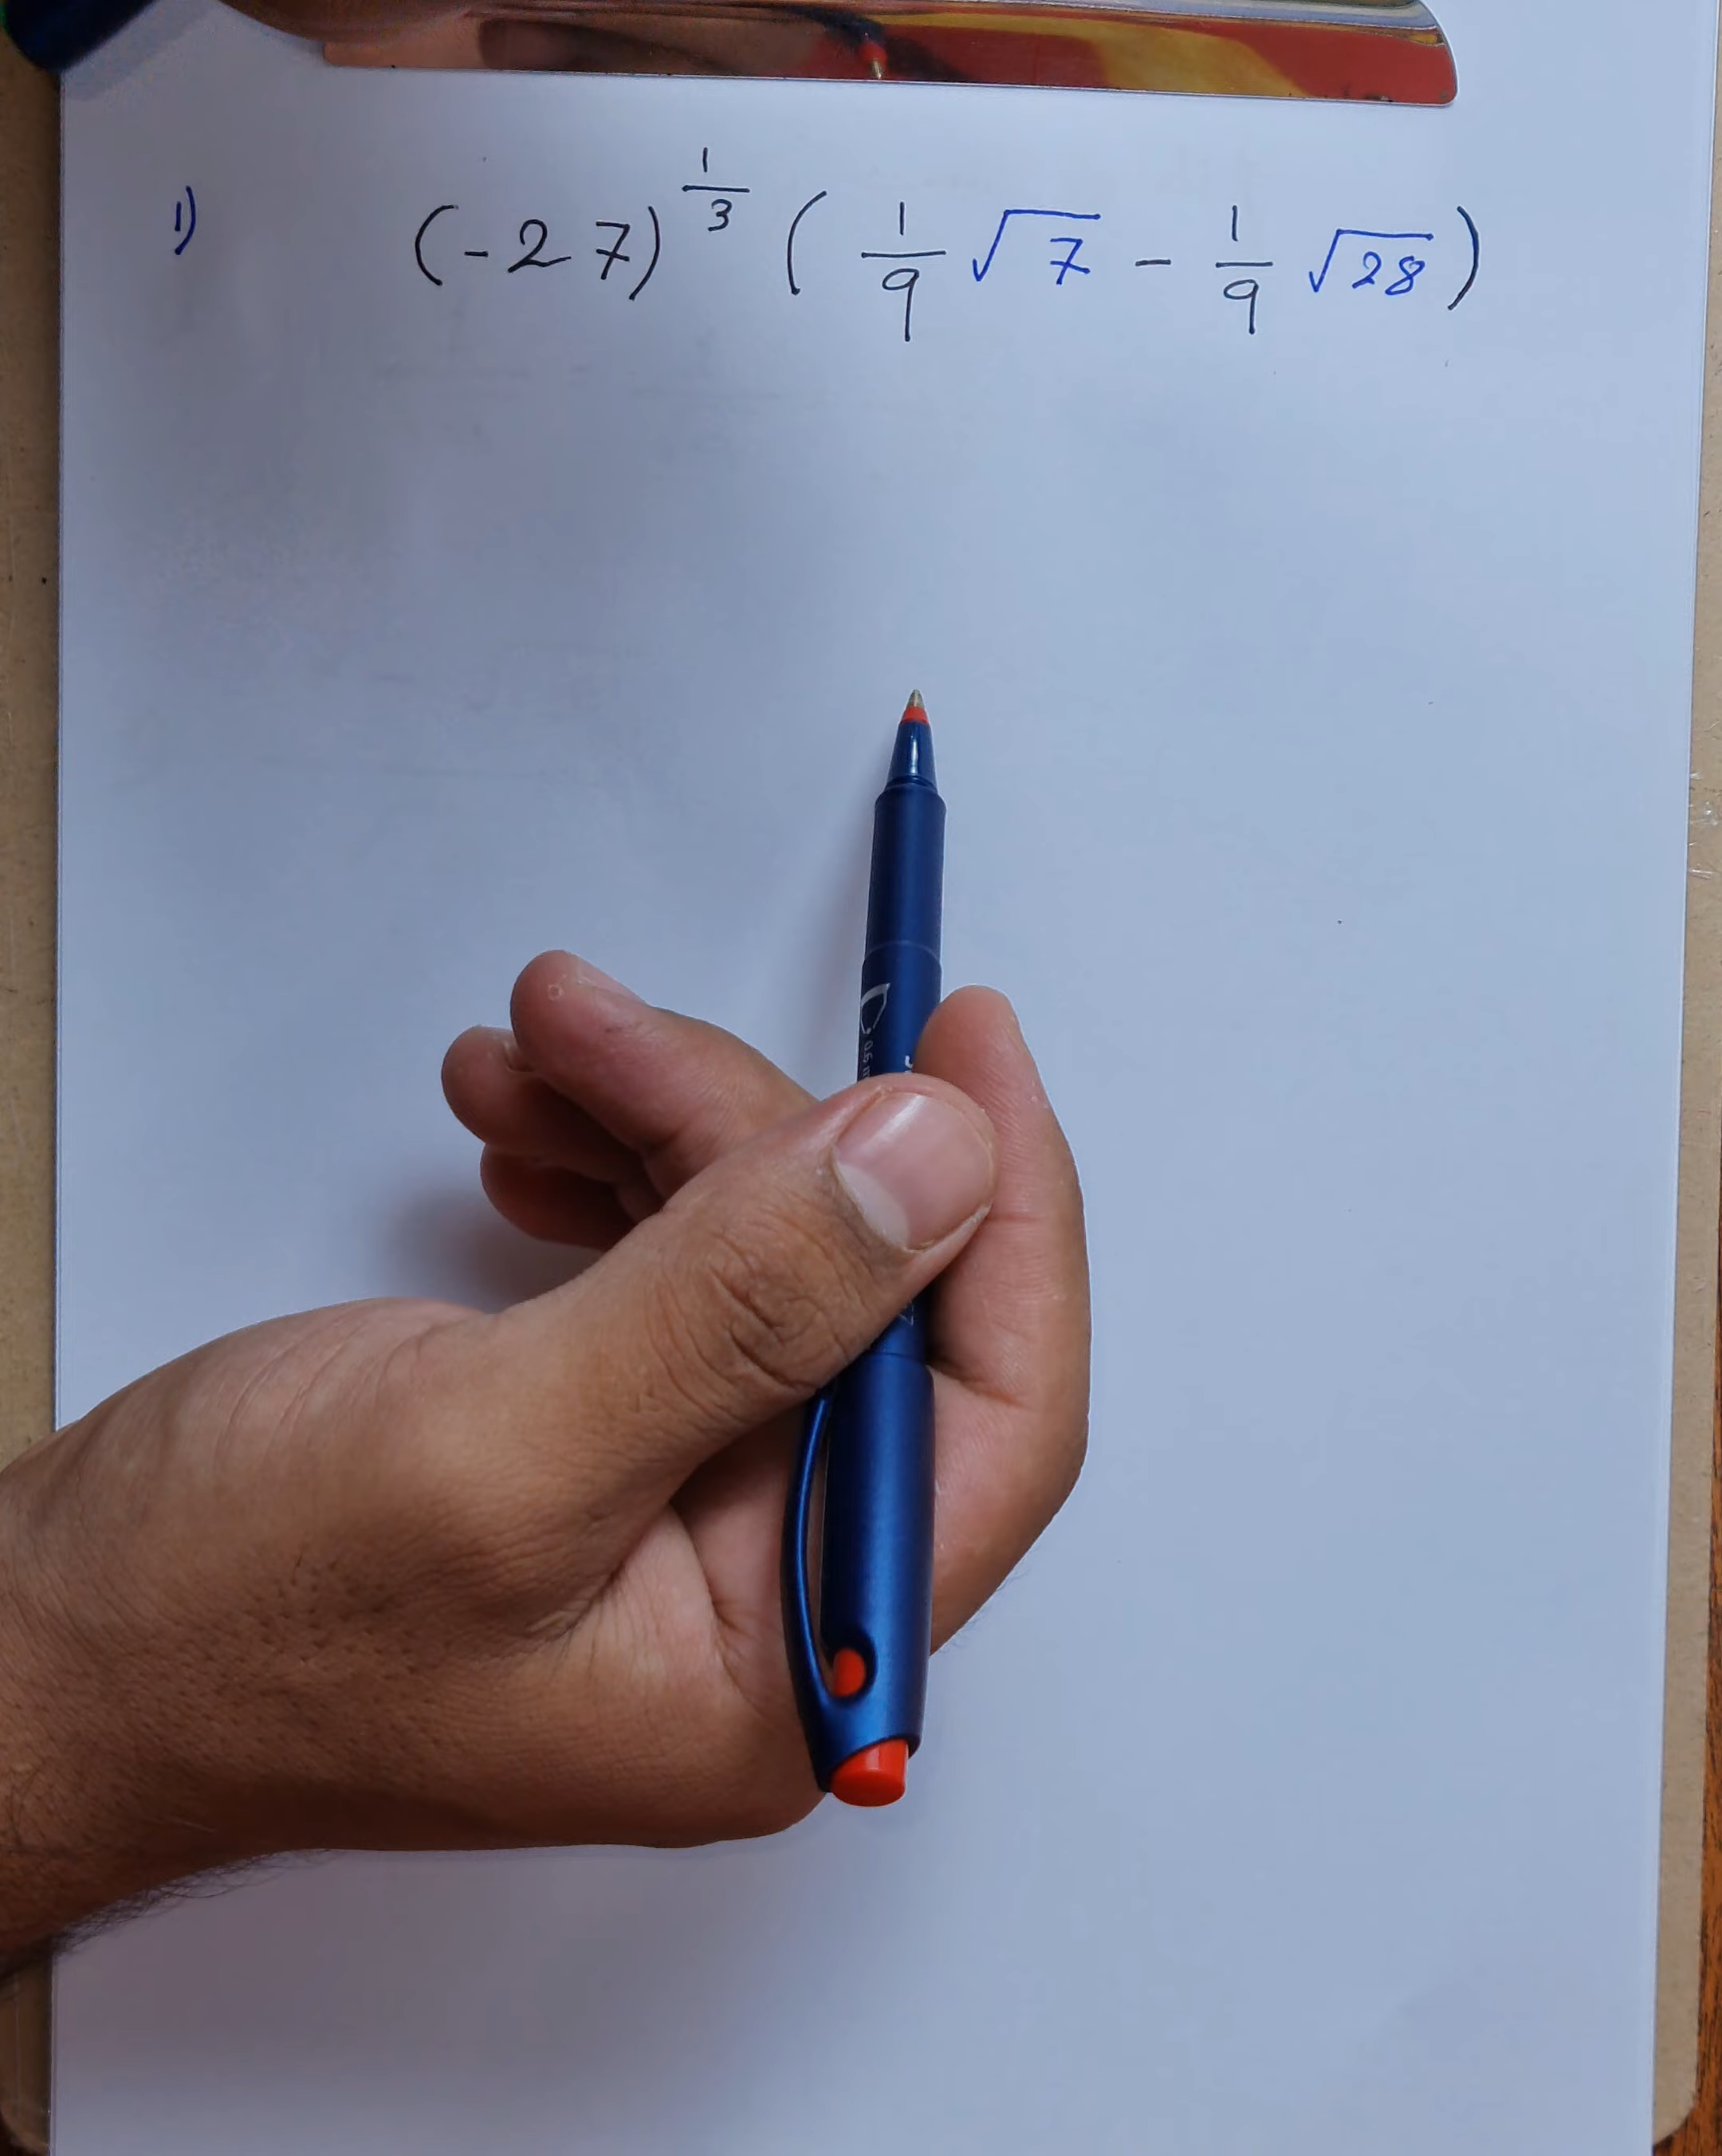 1) (-27)^(1/3) ( 1/9 √7 - 1/9 √28 )